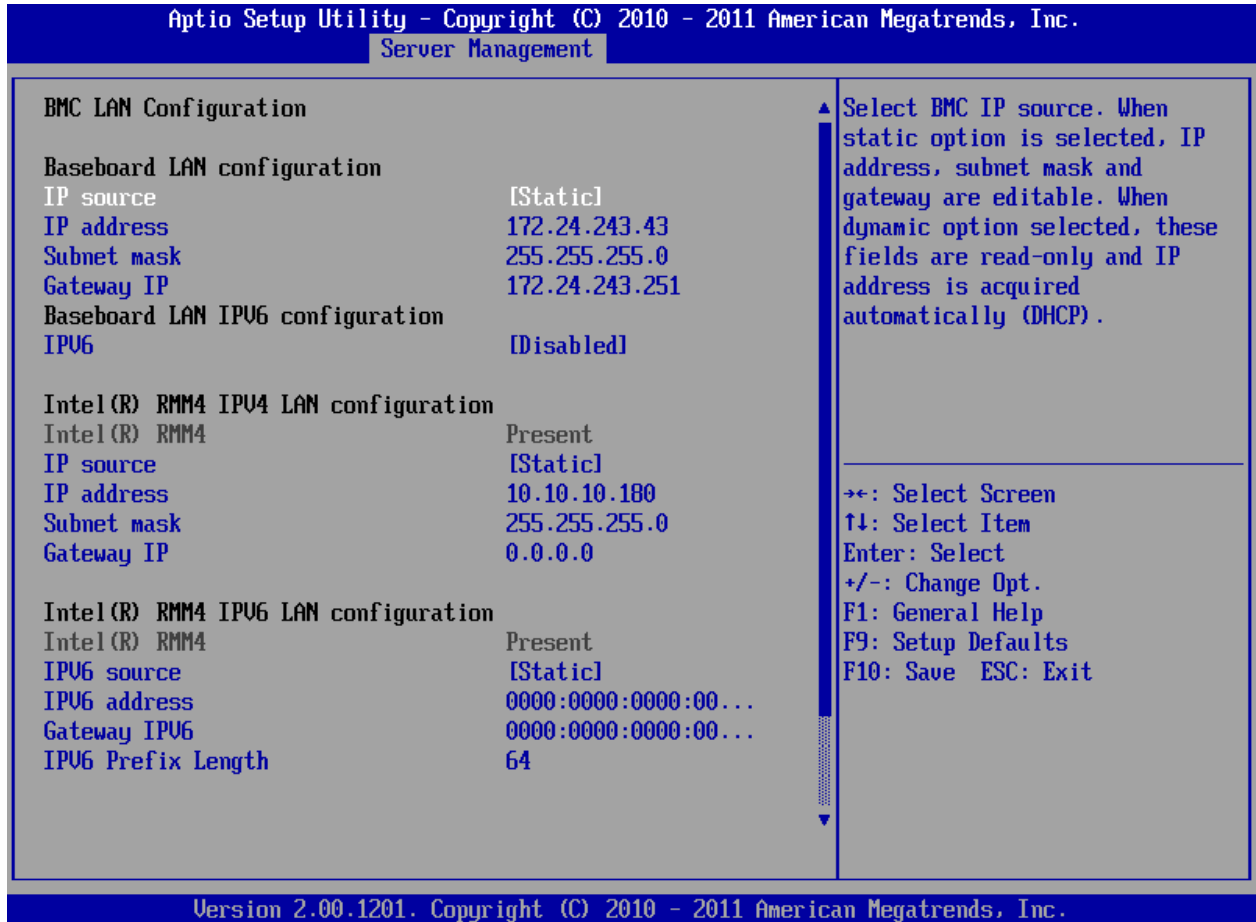 Aptio Setup Utility - Copyright (C) 2010 - 2011 American Megatrends, Inc.
Server Management
BMC LAN Configuration
Baseboard LAN configuration
IP source [Static]
IP address 172.24.243.43
Subnet mask 255.255.255.0
Gateway IP 172.24.243.251
Baseboard LAN IPV6 configuration
IPV6 [Disabled]
Intel(R) RMM4 IPV4 LAN configuration
Intel(R) RMM4 Present
IP source [Static]
IP address 10.10.10.180
Subnet mask 255.255.255.0
Gateway IP 0.0.0.0
Intel(R) RMM4 IPV6 LAN configuration
Intel(R) RMM4 Present
IPV6 source [Static]
IPV6 address 0000:0000:0000:00...
Gateway IPV6 0000:0000:0000:00...
IPV6 Prefix Length 64
Select BMC IP source. When
static option is selected, IP
address, subnet mask and
gateway are editable. When
dynamic option selected, these
fields are read-only and IP
address is acquired
automatically (DHCP).
→←: Select Screen
↑↓: Select Item
Enter: Select
+/-: Change Opt.
F1: General Help
F9: Setup Defaults
F10: Save ESC: Exit
Version 2.00.1201. Copyright (C) 2010 - 2011 American Megatrends, Inc.